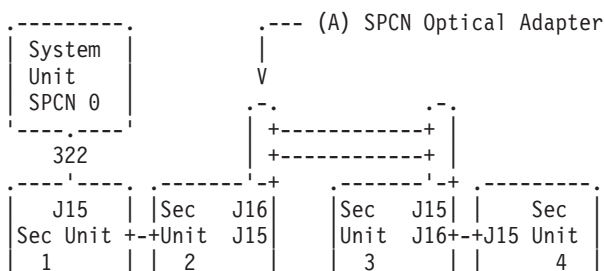 (A) SPCN Optical Adapter
System
Unit
SPCN 0
V
322
J15 Sec J16 Sec J15 Sec
Sec Unit Unit J15 Unit J16 J15 Unit
1 2 3 4